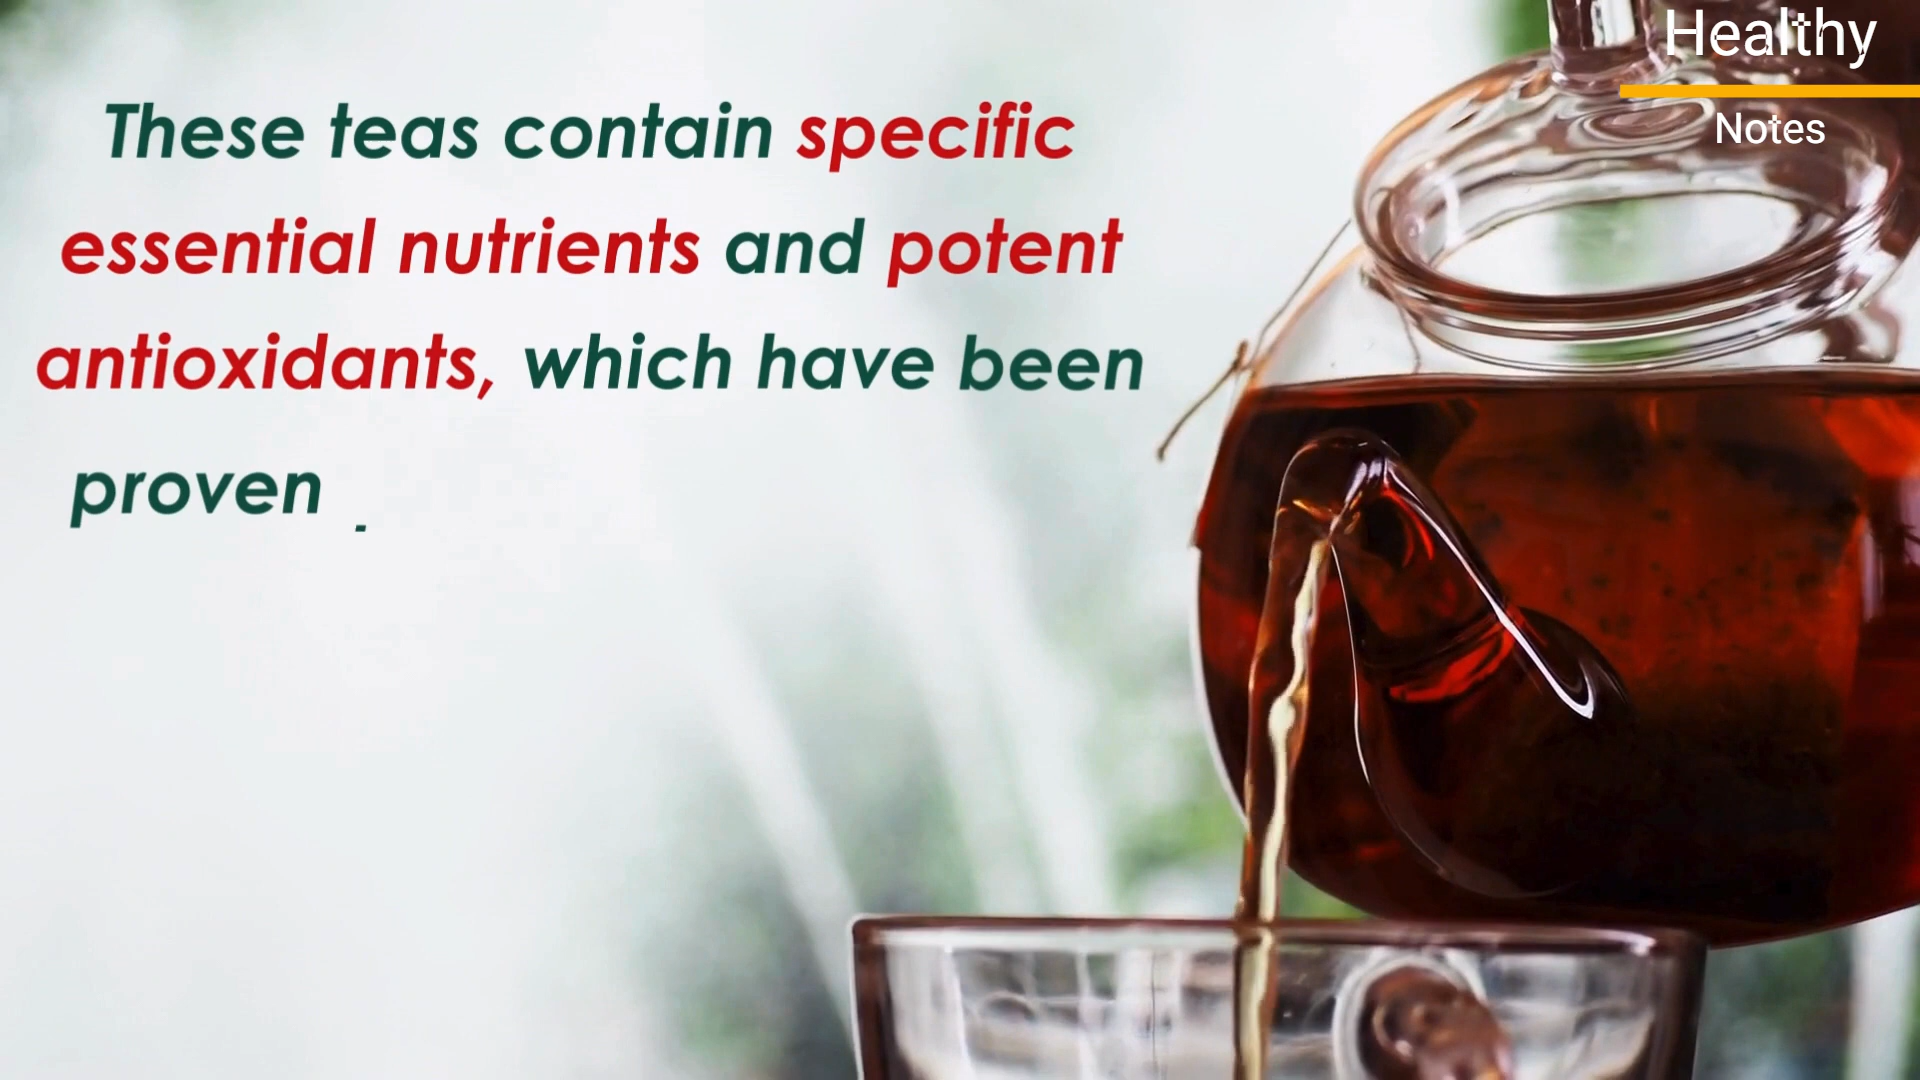 These teas contain specific
essential nutrients and potent
antioxidants, which have been
proven
Healthy
Notes